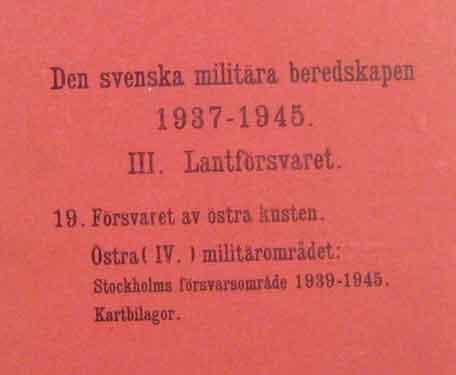 Den svenska militära beredskapen
1937-1945.
III. Lantförsvaret.
19. Försvaret av östra kusten.
Östra( IV. ) militärområdet:
Stockholms försvarsområde 1939-1945.
Kartbilagor.